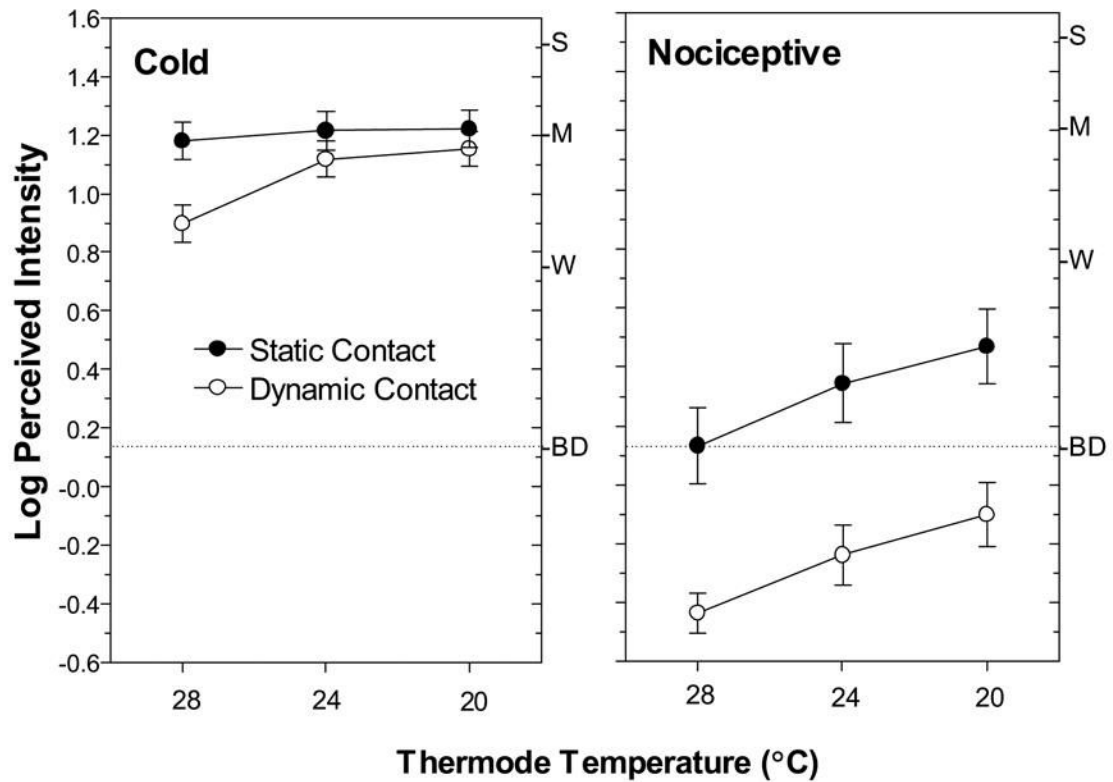 Cold
Nociceptive
Log Perceived Intensity
1.6
1.4
1.2
1.0
0.8
0.6
0.4
0.2
-0.0
-0.2
-0.4
-0.6
S
M
W
BD
Static Contact
Dynamic Contact
S
M
W
BD
28 24 20
28 24 20
Thermode Temperature (°C)